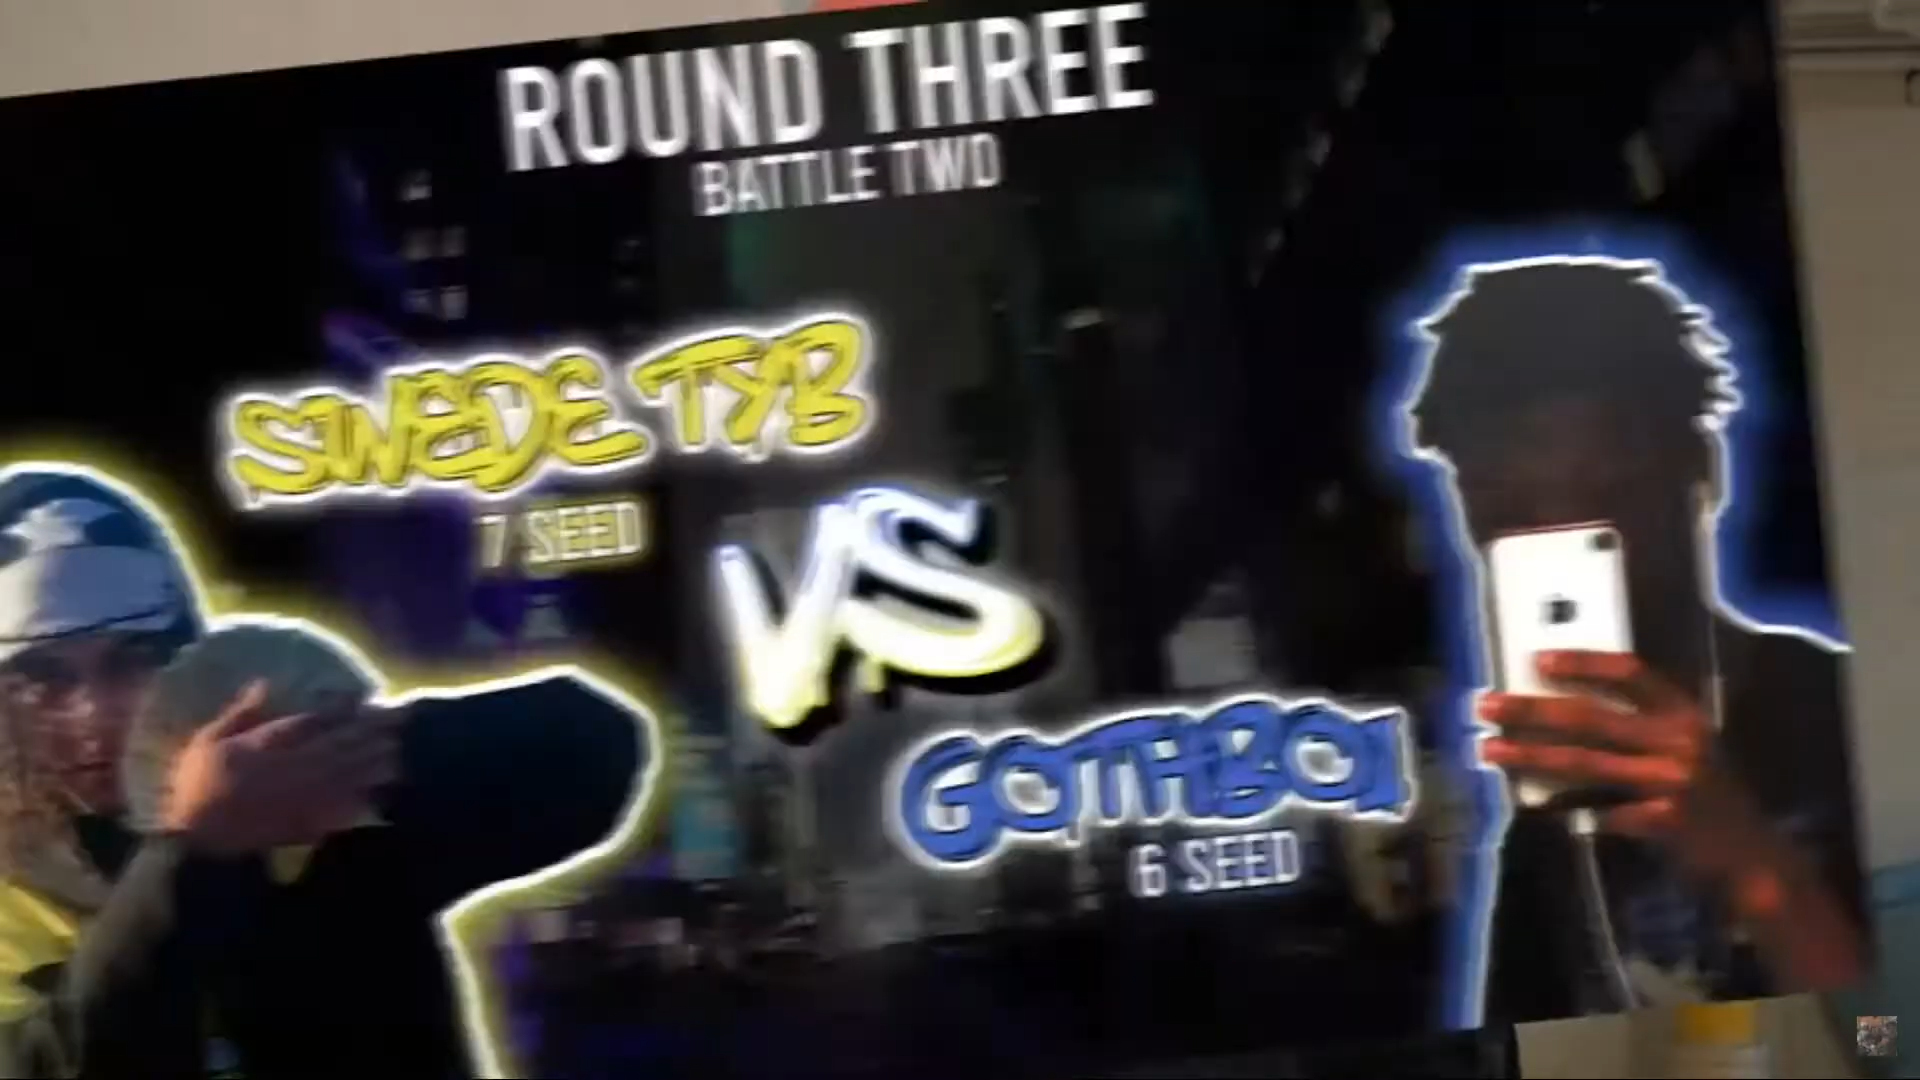 ROUND THREE
BATTLE TWO
SWEDE TYB
7 SEED
VS
GOTHBOI
6 SEED